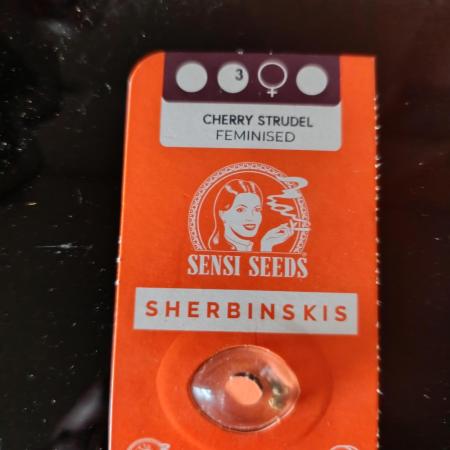 3
CHERRY STRUDEL
FEMINISED
SENSI SEEDS
SHERBINSKIS